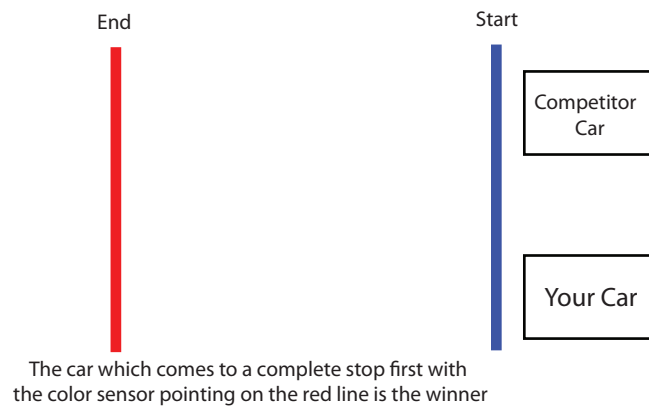 End
Start
Competitor
Car
Your Car
The car which comes to a complete stop first with
the color sensor pointing on the red line is the winner